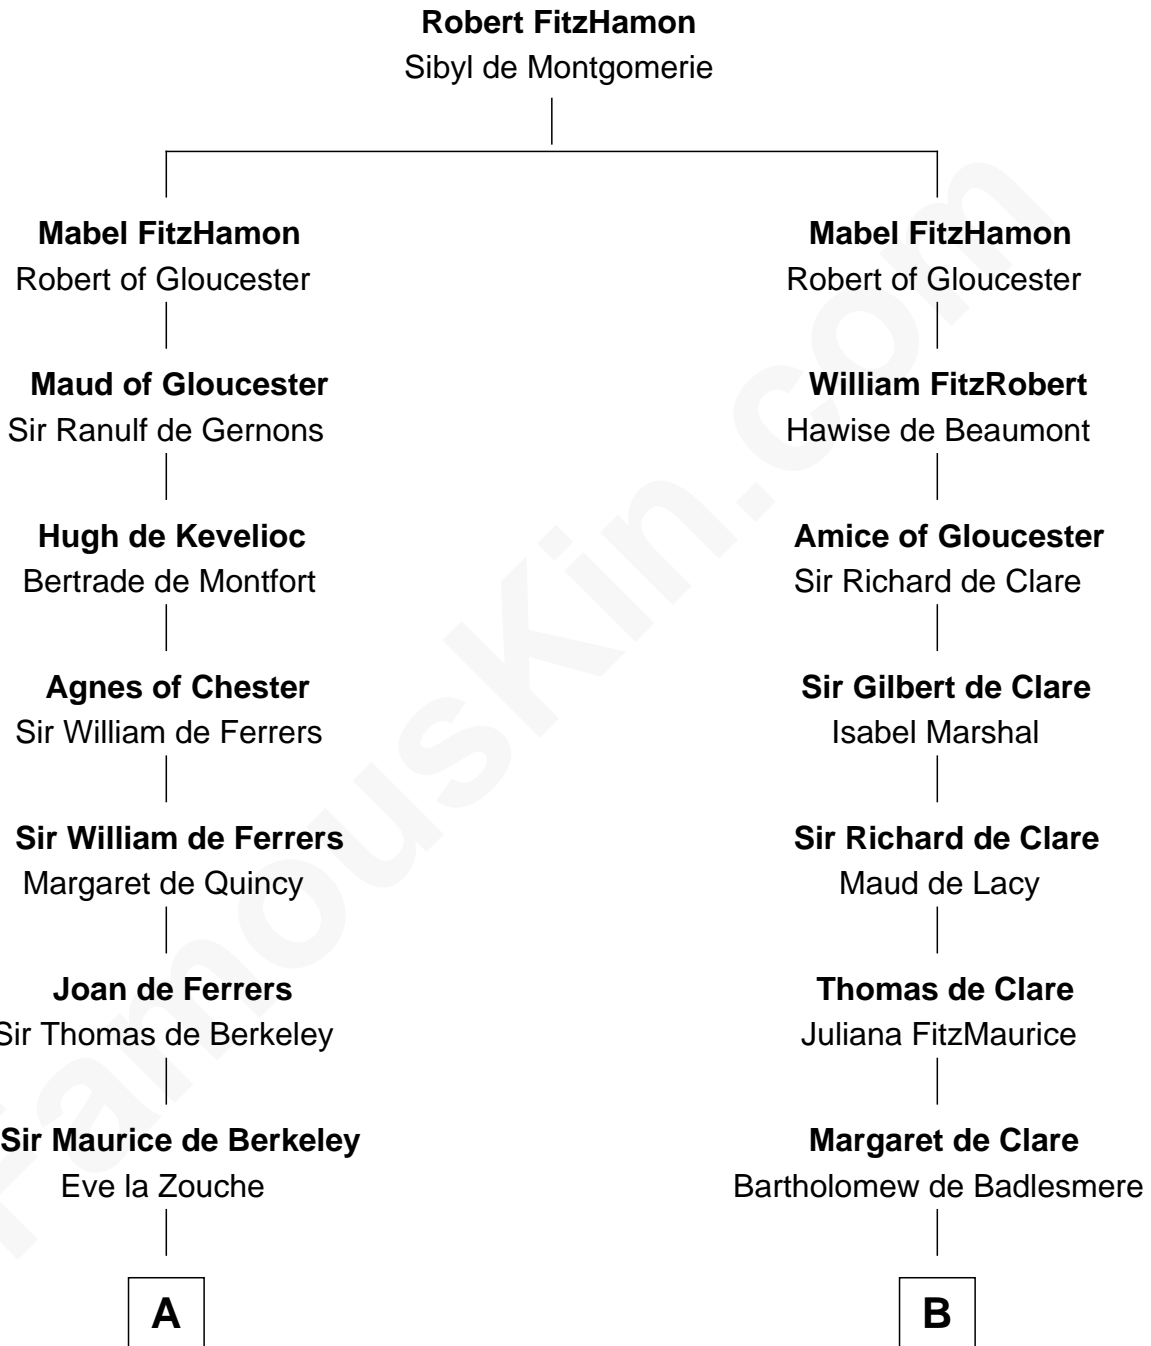 Robert FitzHamon
Sibyl de Montgomerie
Mabel FitzHamon
Robert of Gloucester
Maud of Gloucester
Sir Ranulf de Gernons
Hugh de Kevelioc
Bertrade de Montfort
Agnes of Chester
Sir William de Ferrers
Sir William de Ferrers
Margaret de Quincy
Joan de Ferrers
Sir Thomas de Berkeley
Sir Maurice de Berkeley
Eve la Zouche
A
Mabel FitzHamon
Robert of Gloucester
William FitzRobert
Hawise de Beaumont
Amice of Gloucester
Sir Richard de Clare
Sir Gilbert de Clare
Isabel Marshal
Sir Richard de Clare
Maud de Lacy
Thomas de Clare
Juliana FitzMaurice
Margaret de Clare
Bartholomew de Badlesmere
B
FamousKin.com